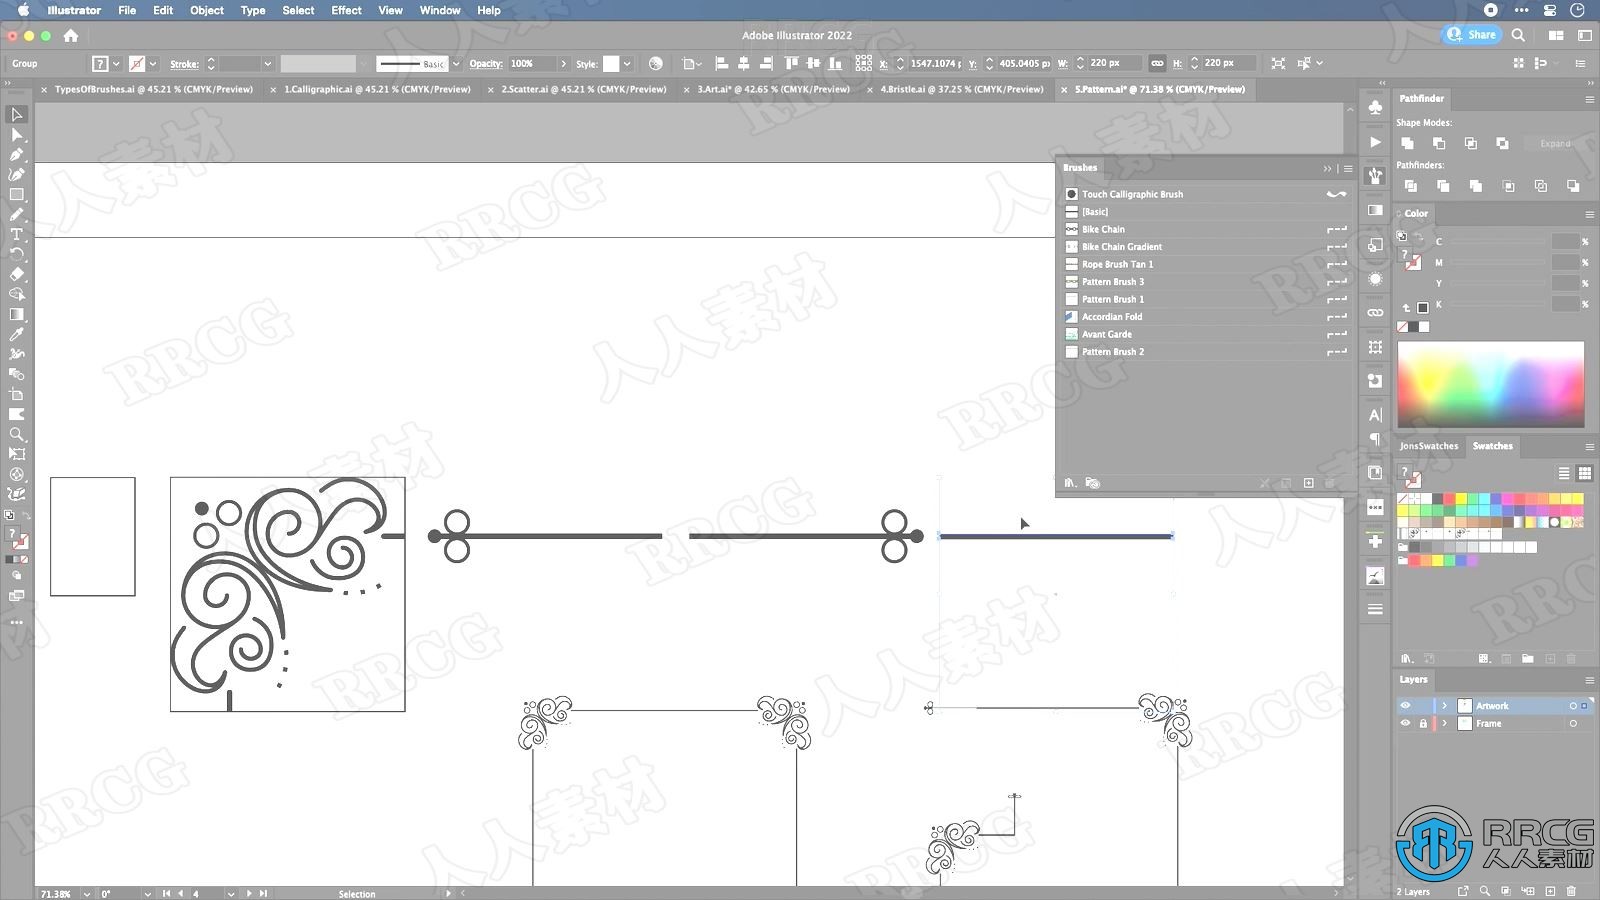 Illustrator File Edit Object Type Select Effect View Window Help
Adobe Illustrator 2022
Share
Group
Stroke:
Basic
Opacity: 100%
Style:
X: 1547.1074 p
Y: 405.0405 px
W: 220 px
H: 220 px
× TypesOfBrushes.ai @ 45.21 % (CMYK/Preview)
× 1.Calligraphic.ai @ 45.21 % (CMYK/Preview)
× 2.Scatter.ai @ 45.21 % (CMYK/Preview)
× 3.Art.ai* @ 42.65 % (CMYK/Preview)
× 4.Bristle.ai @ 37.25 % (CMYK/Preview)
× 5.Pattern.ai* @ 71.38 % (CMYK/Preview)
Brushes
Touch Calligraphic Brush
[Basic]
Bike Chain
Bike Chain Gradient
Rope Brush Tan 1
Pattern Brush 3
Pattern Brush 1
Accordian Fold
Avant Garde
Pattern Brush 2
Pathfinder
Shape Modes:
Expand
Pathfinders:
Color
C %
M %
Y %
K %
JonsSwatches Swatches
Layers
Artwork
Frame
2 Layers
71.38% 0° 4 Selection
RRCG
人人素材
RRCG
人人素材